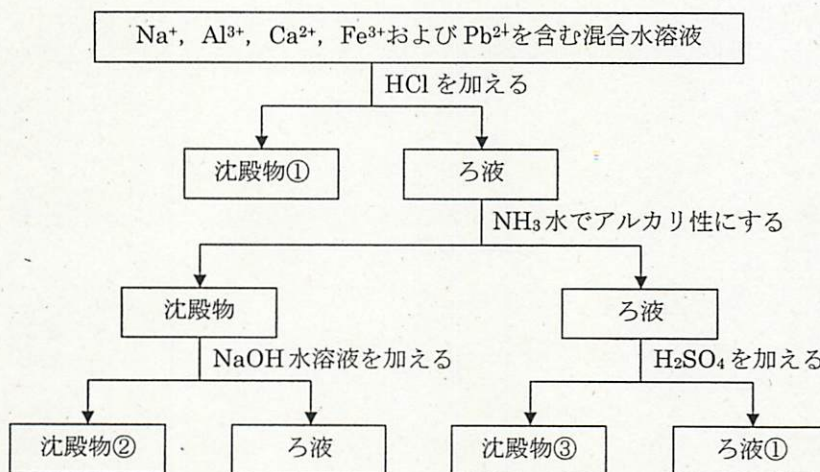 Na⁺, Al³⁺, Ca²⁺, Fe³⁺およびPb²⁺を含む混合水溶液
HClを加える
沈殿物① ろ液
NH₃水でアルカリ性にする
沈殿物 ろ液
NaOH水溶液を加える H₂SO₄を加える
沈殿物② ろ液 沈殿物③ ろ液①